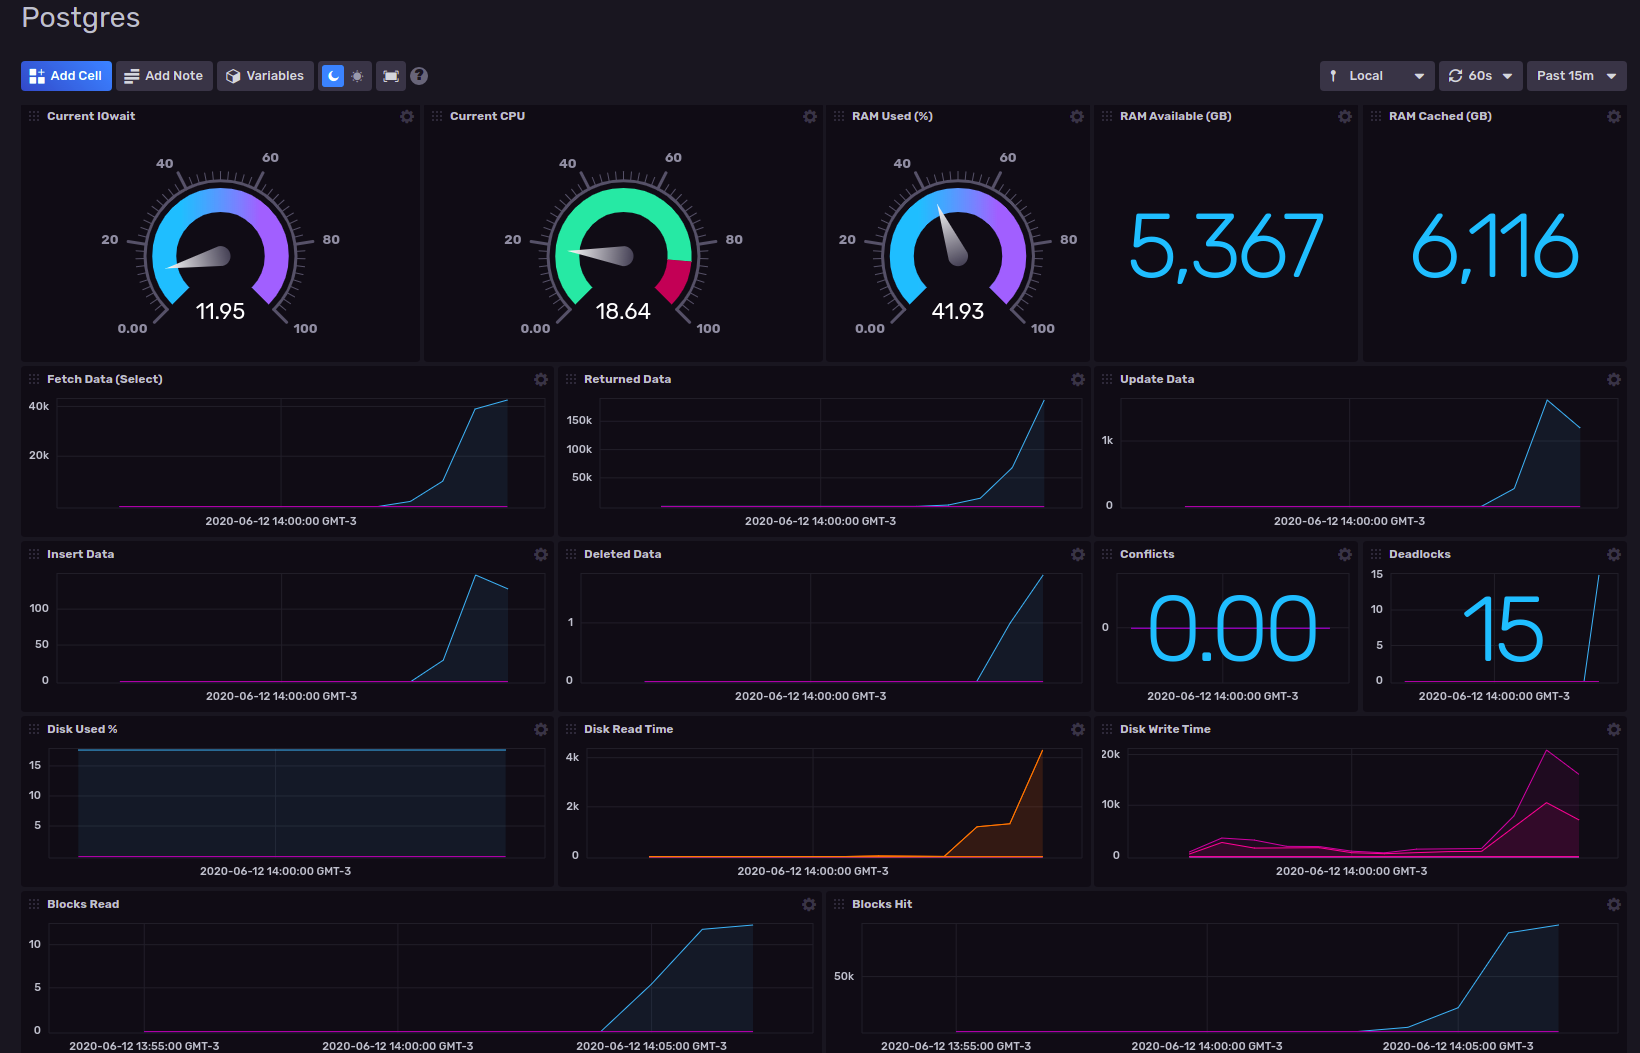 Postgres
Add Cell Add Note Variables ? Local 60s Past 15m
Current IOwait Current CPU RAM Used (%) RAM Available (GB) RAM Cached (GB)
40 60 40 60 40 60
20 80 20 80 20 80
5,367 6,116
11.95 18.64 41.93
0.00 100 0.00 100 0.00 100
Fetch Data (Select) Returned Data Update Data
40k
20k
2020-06-12 14:00:00 GMT-3
150k
100k
50k
2020-06-12 14:00:00 GMT-3
1k
0
2020-06-12 14:00:00 GMT-3
Insert Data Deleted Data Conflicts Deadlocks
100
50
0
2020-06-12 14:00:00 GMT-3
1
0
2020-06-12 14:00:00 GMT-3
0
0.00
2020-06-12 14:00:00 GMT-3
15
10
5
0
15
2020-06-12 14:00:00 GMT-3
Disk Used % Disk Read Time Disk Write Time
15
10
5
2020-06-12 14:00:00 GMT-3
4k
2k
0
2020-06-12 14:00:00 GMT-3
20k
10k
0
2020-06-12 14:00:00 GMT-3
Blocks Read Blocks Hit
10
5
0
2020-06-12 13:55:00 GMT-3 2020-06-12 14:00:00 GMT-3 2020-06-12 14:05:00 GMT-3
50k
2020-06-12 13:55:00 GMT-3 2020-06-12 14:00:00 GMT-3 2020-06-12 14:05:00 GMT-3